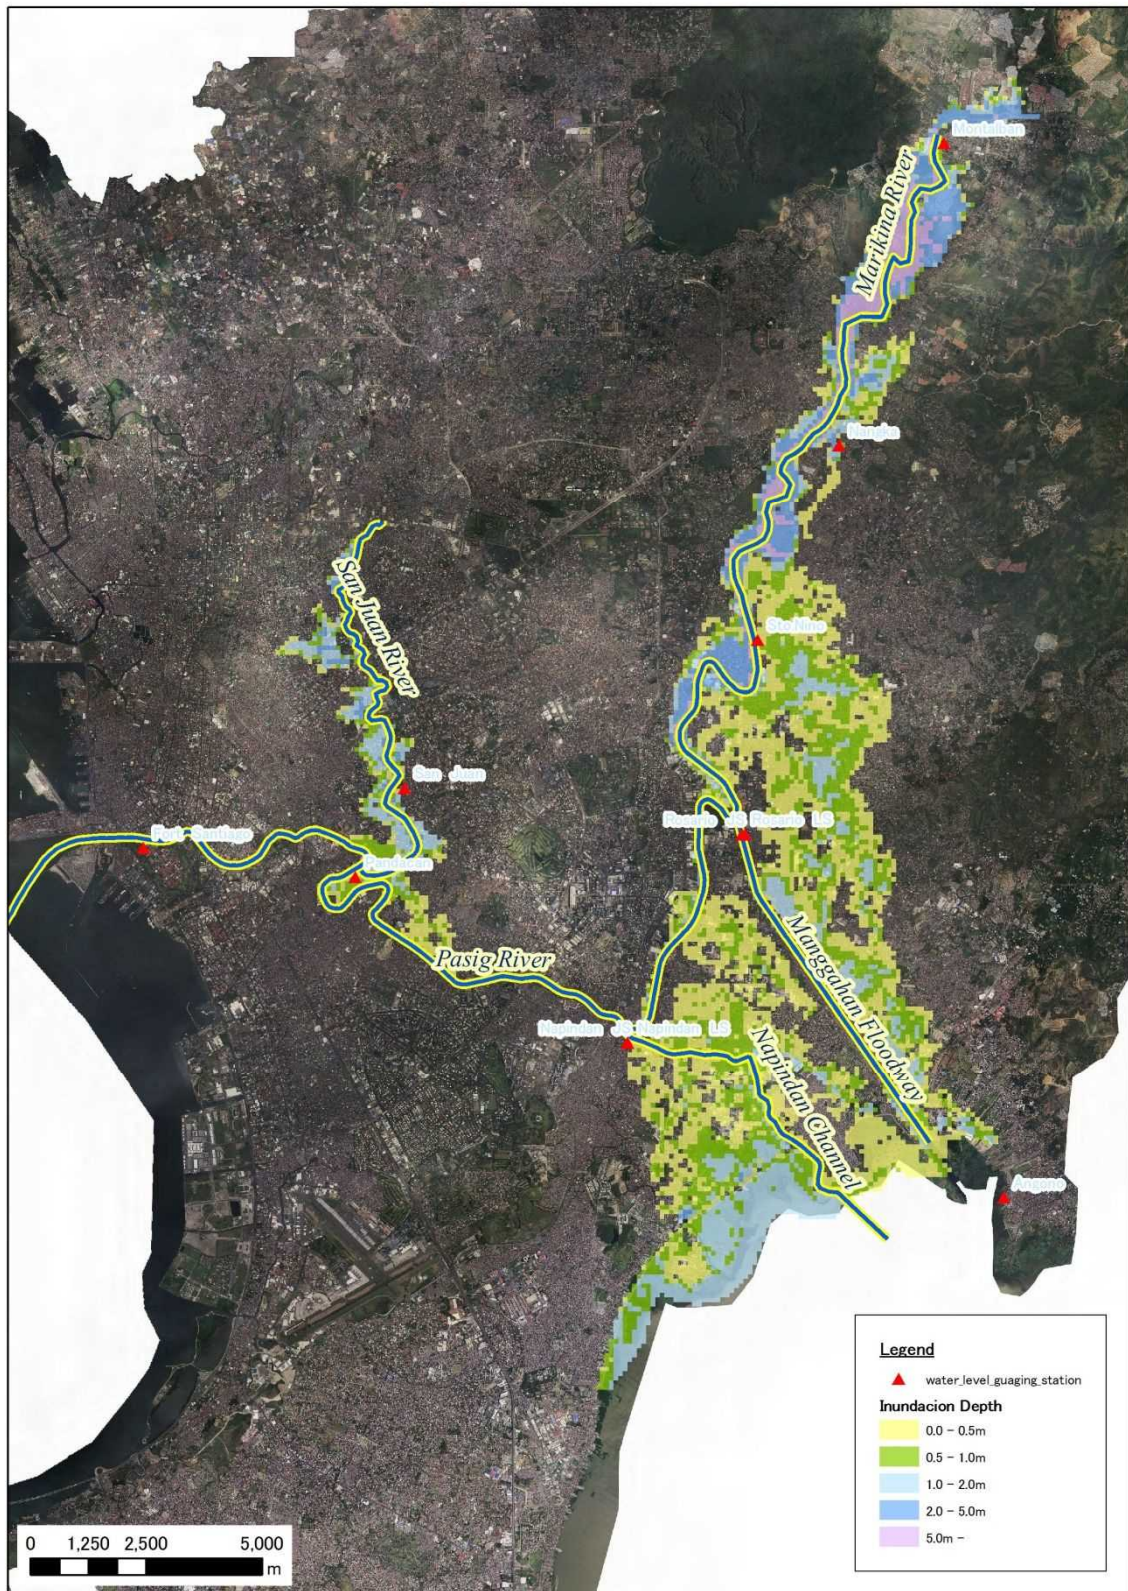 Montalban
Marikina River
Nangka
San Juan River
Sto.Nino
San Juan
Rosario JS Rosario LS
Fort Santiago
Pandacan
Manggahan Floodway
Pasig River
Napindan JS Napindan LS
Napindan Channel
Angono
Legend
water_level_guaging_station
Inundacion Depth
0.0 - 0.5m
0.5 - 1.0m
1.0 - 2.0m
2.0 - 5.0m
5.0m -
0 1,250 2,500 5,000
m